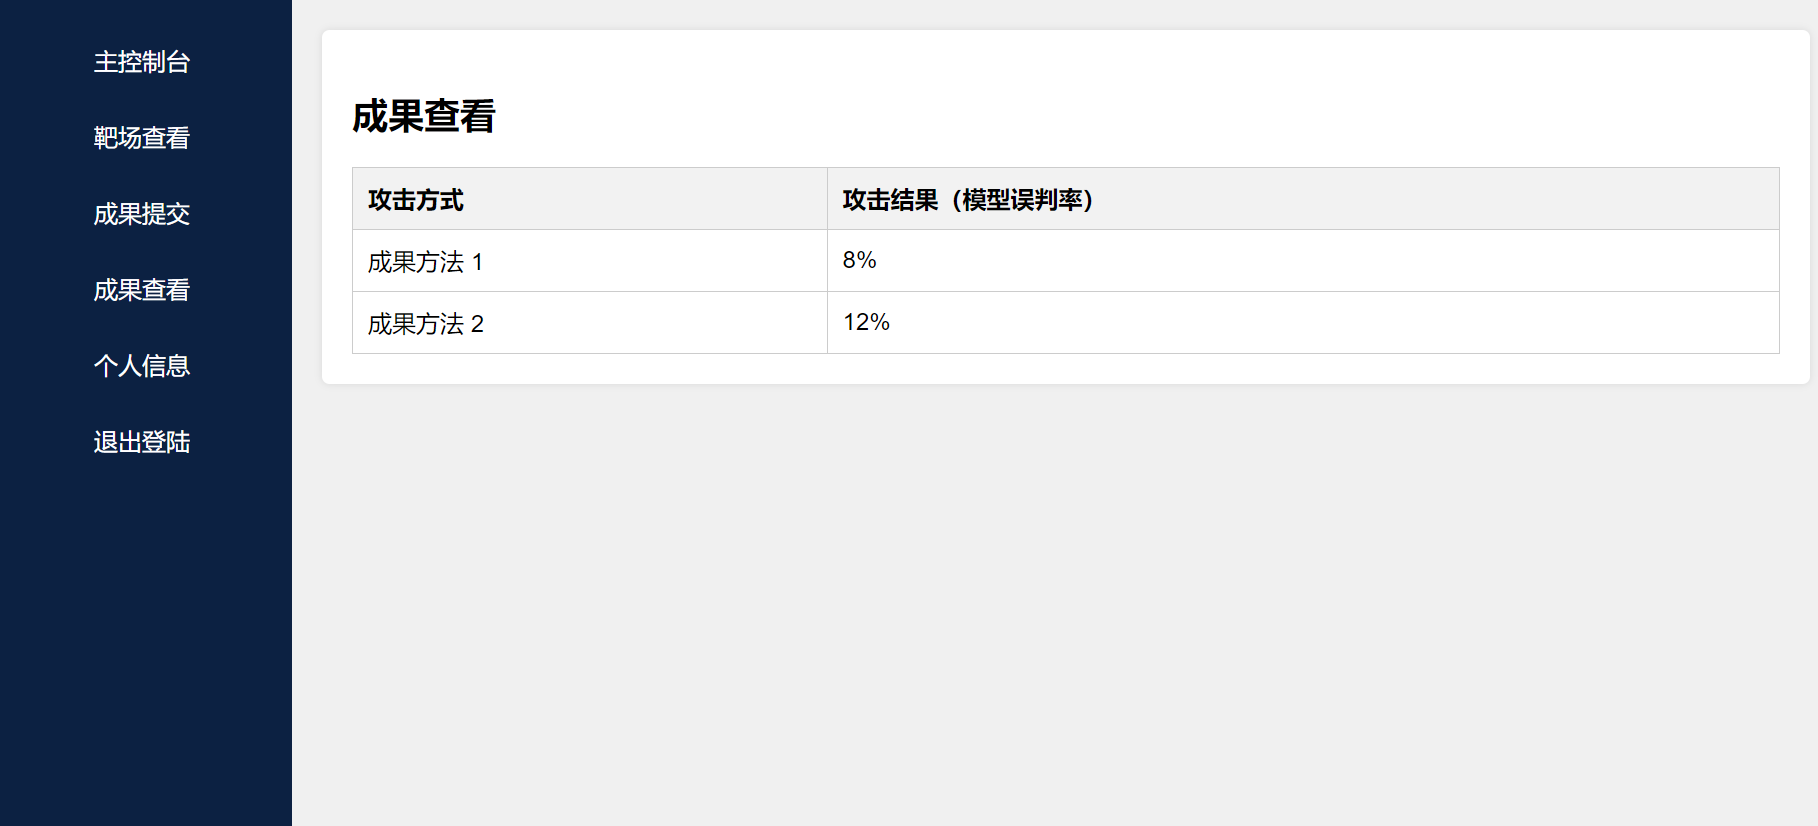 主控制台
靶场查看
成果提交
成果查看
个人信息
退出登陆
成果查看
攻击方式 攻击结果（模型误判率）
成果方法 1 8%
成果方法 2 12%